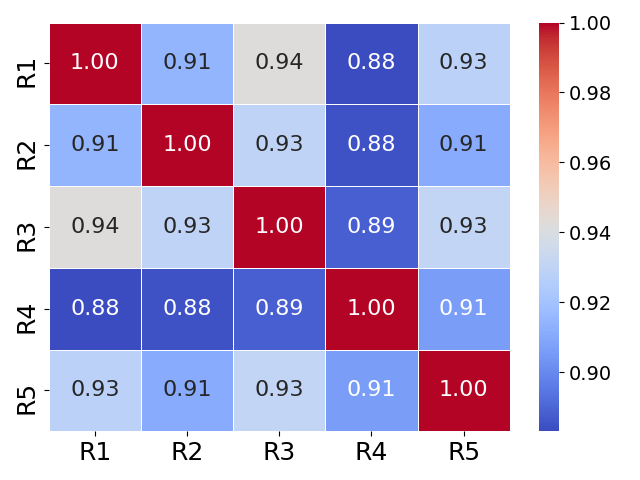 R1 1.00 0.91 0.94 0.88 0.93
R2 0.91 1.00 0.93 0.88 0.91
R3 0.94 0.93 1.00 0.89 0.93
R4 0.88 0.88 0.89 1.00 0.91
R5 0.93 0.91 0.93 0.91 1.00
R1 R2 R3 R4 R5
1.00
0.98
0.96
0.94
0.92
0.90